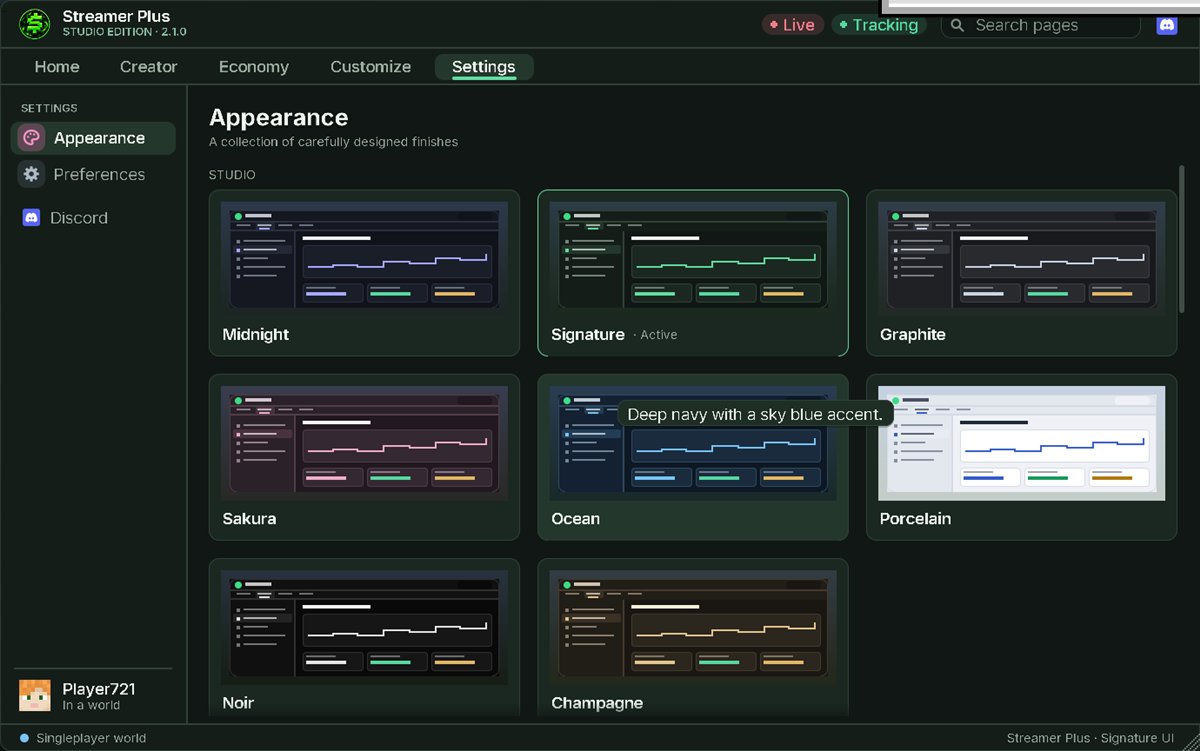 Streamer Plus
STUDIO EDITION · 2.1.0
Live
Tracking
Search pages
Home
Creator
Economy
Customize
Settings
SETTINGS
Appearance
Preferences
Discord
Appearance
A collection of carefully designed finishes
STUDIO
Midnight
Signature · Active
Graphite
Deep navy with a sky blue accent.
Sakura
Ocean
Porcelain
Noir
Champagne
Player721
In a world
Singleplayer world
Streamer Plus · Signature UI